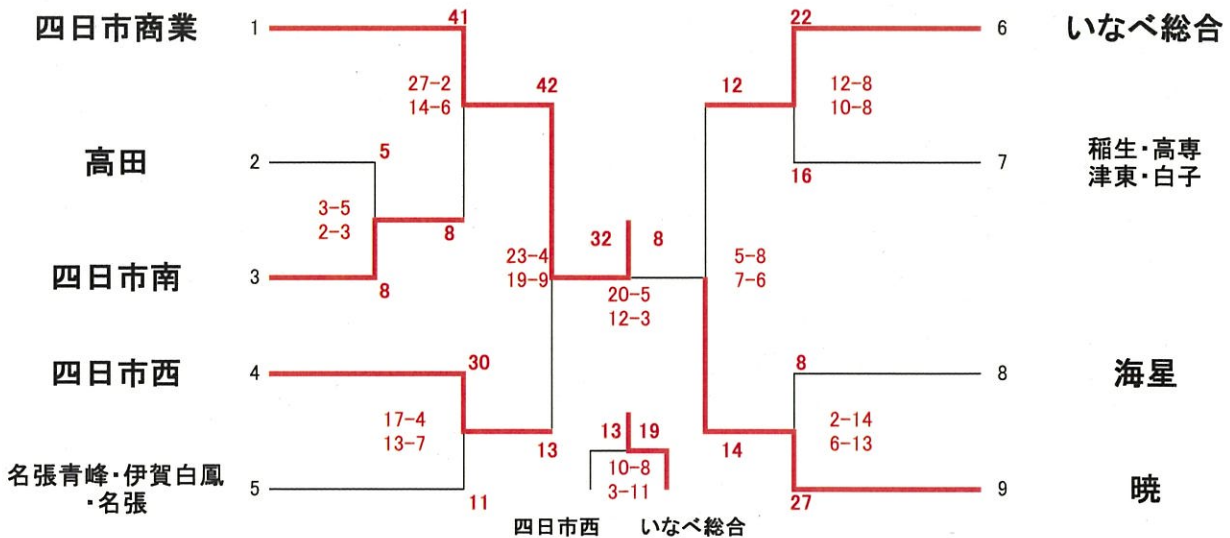 四日市商業 1 41 22 6 いなべ総合
27-2 42 12 12-8
14-6 10-8
高田 2 5 16 7 稲生・高専
津東・白子
3-5
2-3 8 32 8
四日市南 3 8 23-4 5-8
19-9 20-5 7-6
12-3
四日市西 4 30 8 8 海星
17-4 13 19 2-14
13-7 13 14 6-13
名張青峰・伊賀白鳳 5 11 10-8 27 9 暁
・名張 3-11
四日市西 いなべ総合